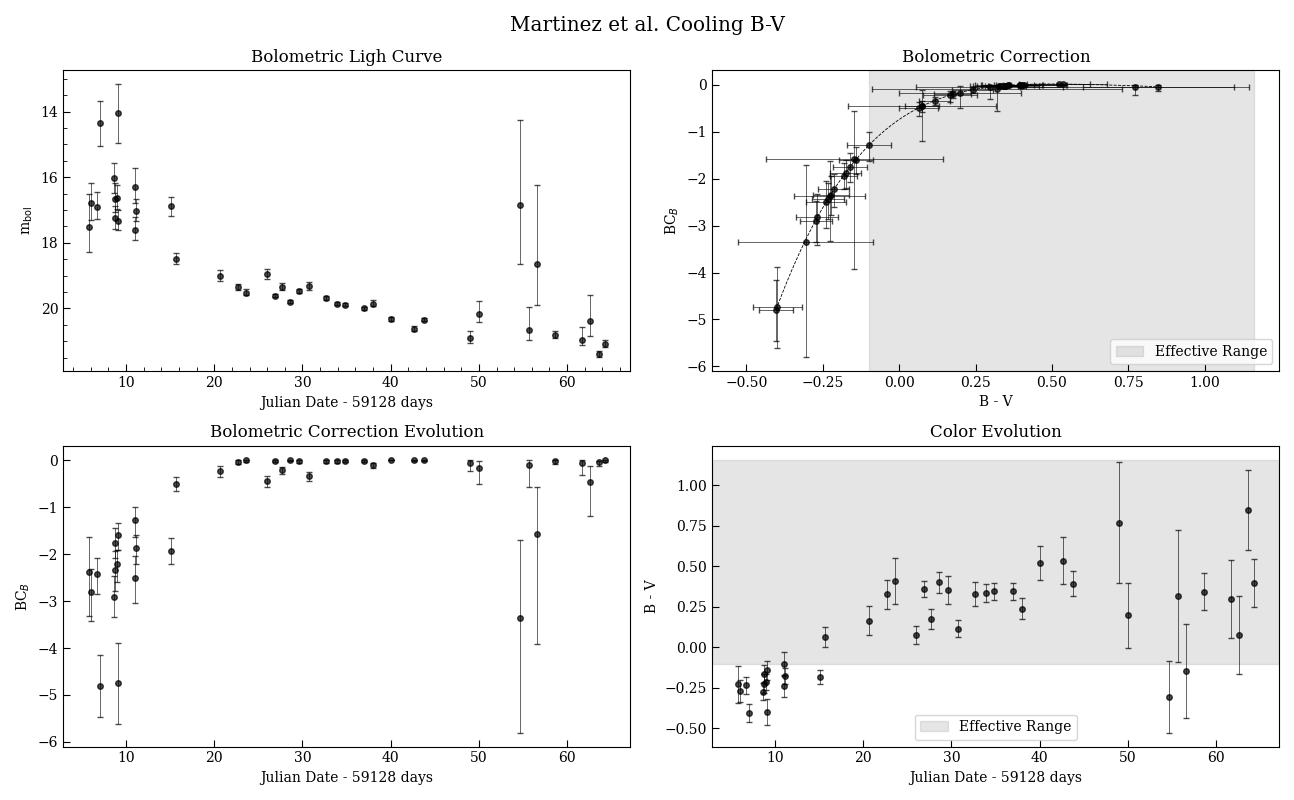 Martinez et al. Cooling B-V
Bolometric Ligh Curve
m_bol
14
16
18
20
10 20 30 40 50 60
Julian Date - 59128 days
Bolometric Correction
BC_B
0
−1
−2
−3
−4
−5
−6
Effective Range
−0.50 −0.25 0.00 0.25 0.50 0.75 1.00
B - V
Bolometric Correction Evolution
BC_B
0
−1
−2
−3
−4
−5
−6
10 20 30 40 50 60
Julian Date - 59128 days
Color Evolution
B - V
1.00
0.75
0.50
0.25
0.00
−0.25
−0.50
Effective Range
10 20 30 40 50 60
Julian Date - 59128 days